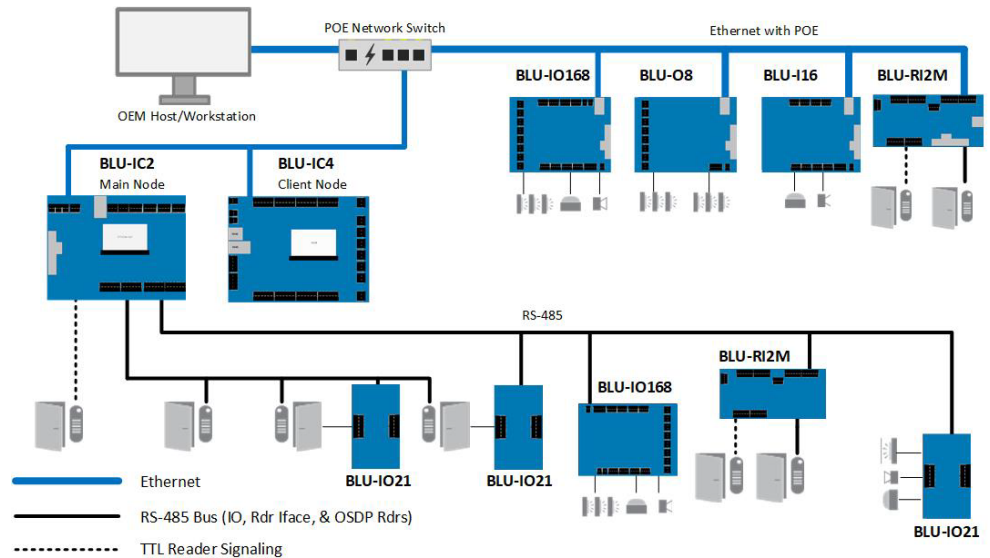 POE Network Switch
Ethernet with POE
OEM Host/Workstation
BLU-IO168
BLU-O8
BLU-I16
BLU-RI2M
BLU-IC2
Main Node
BLU-IC4
Client Node
RS-485
BLU-IO168
BLU-RI2M
BLU-IO21
BLU-IO21
BLU-IO21
Ethernet
RS-485 Bus (IO, Rdr Iface, & OSDP Rdrs)
TTL Reader Signaling